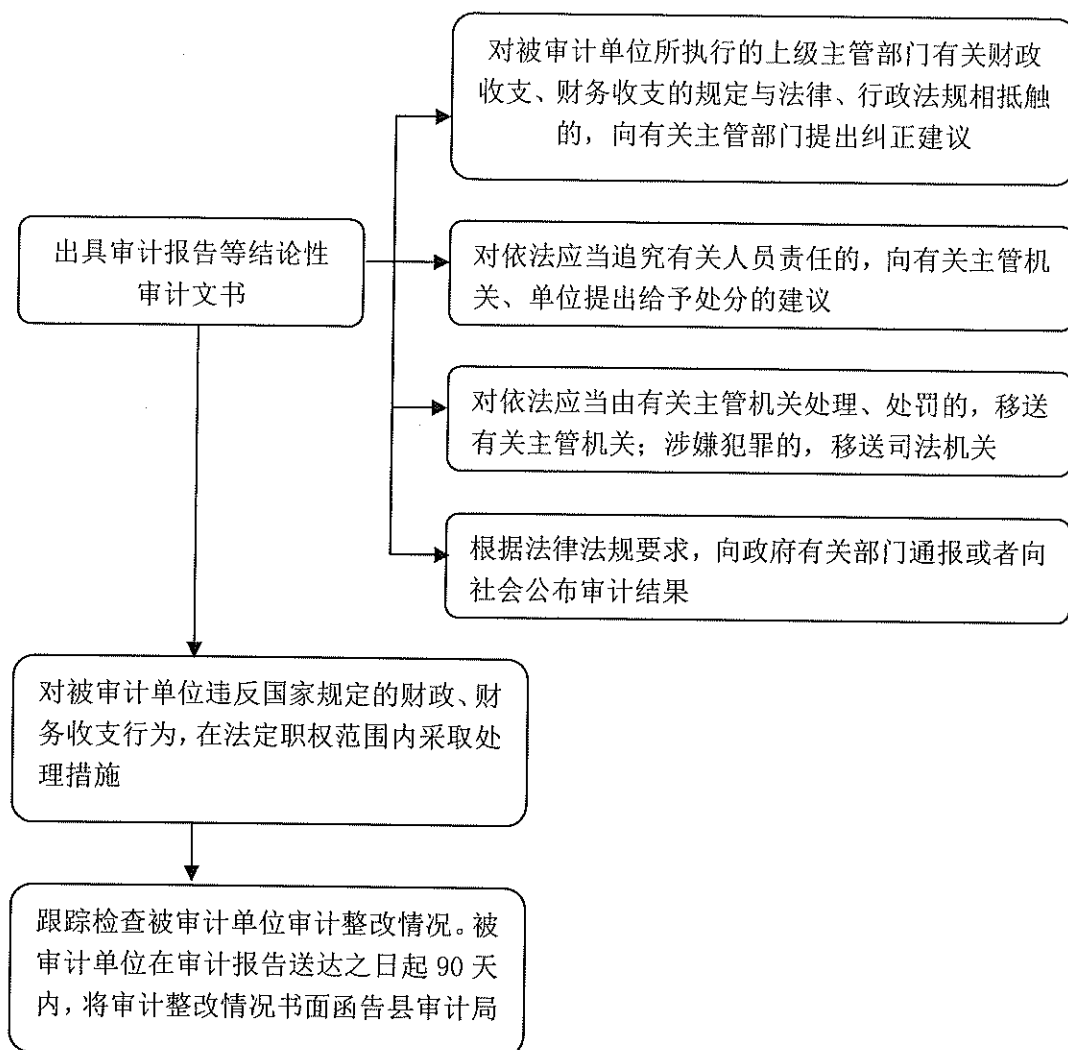 对被审计单位所执行的上级主管部门有关财政
收支、财务收支的规定与法律、行政法规相抵触
的，向有关主管部门提出纠正建议
出具审计报告等结论性
审计文书
对依法应当追究有关人员责任的，向有关主管机
关、单位提出给予处分的建议
对依法应当由有关主管机关处理、处罚的，移送
有关主管机关；涉嫌犯罪的，移送司法机关
根据法律法规要求，向政府有关部门通报或者向
社会公布审计结果
对被审计单位违反国家规定的财政、财
务收支行为，在法定职权范围内采取处
理措施
跟踪检查被审计单位审计整改情况。被
审计单位在审计报告送达之日起 90 天
内，将审计整改情况书面函告县审计局